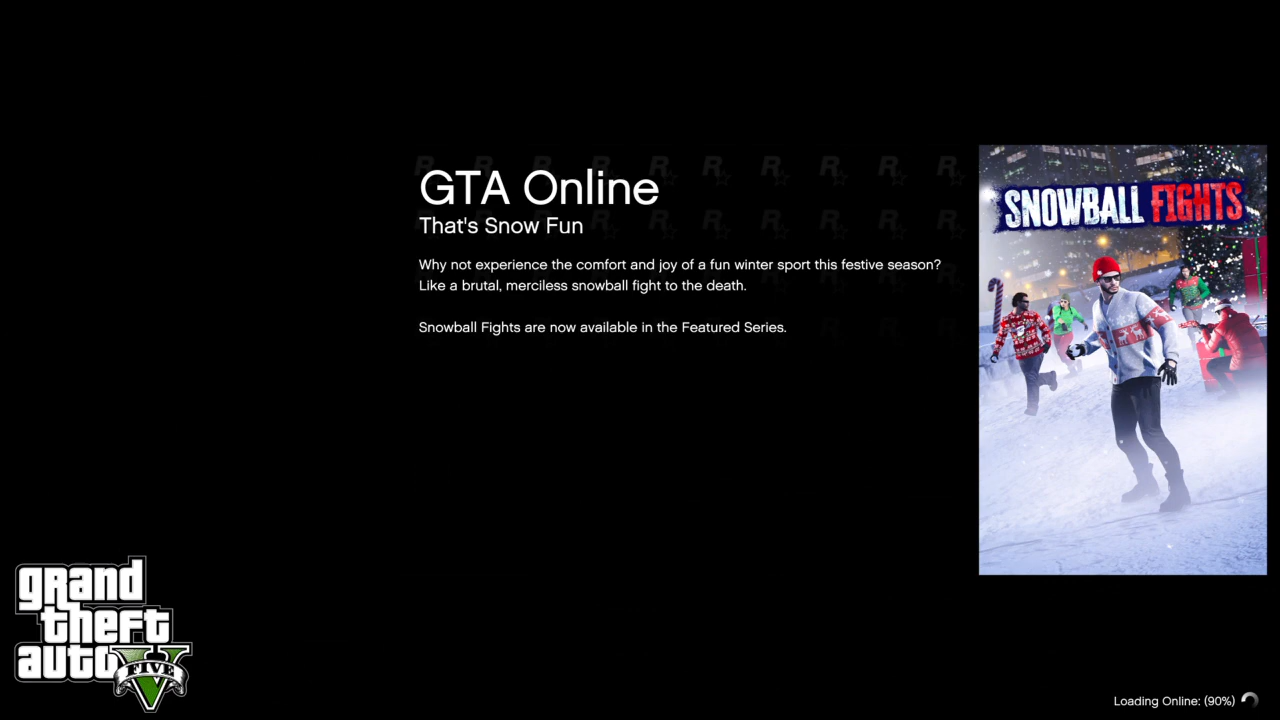 GTA Online
That's Snow Fun
Why not experience the comfort and joy of a fun winter sport this festive season?
Like a brutal, merciless snowball fight to the death.
Snowball Fights are now available in the Featured Series.
SNOWBALL FIGHTS
grand
theft
auto
FIVE
Loading Online: (90%)